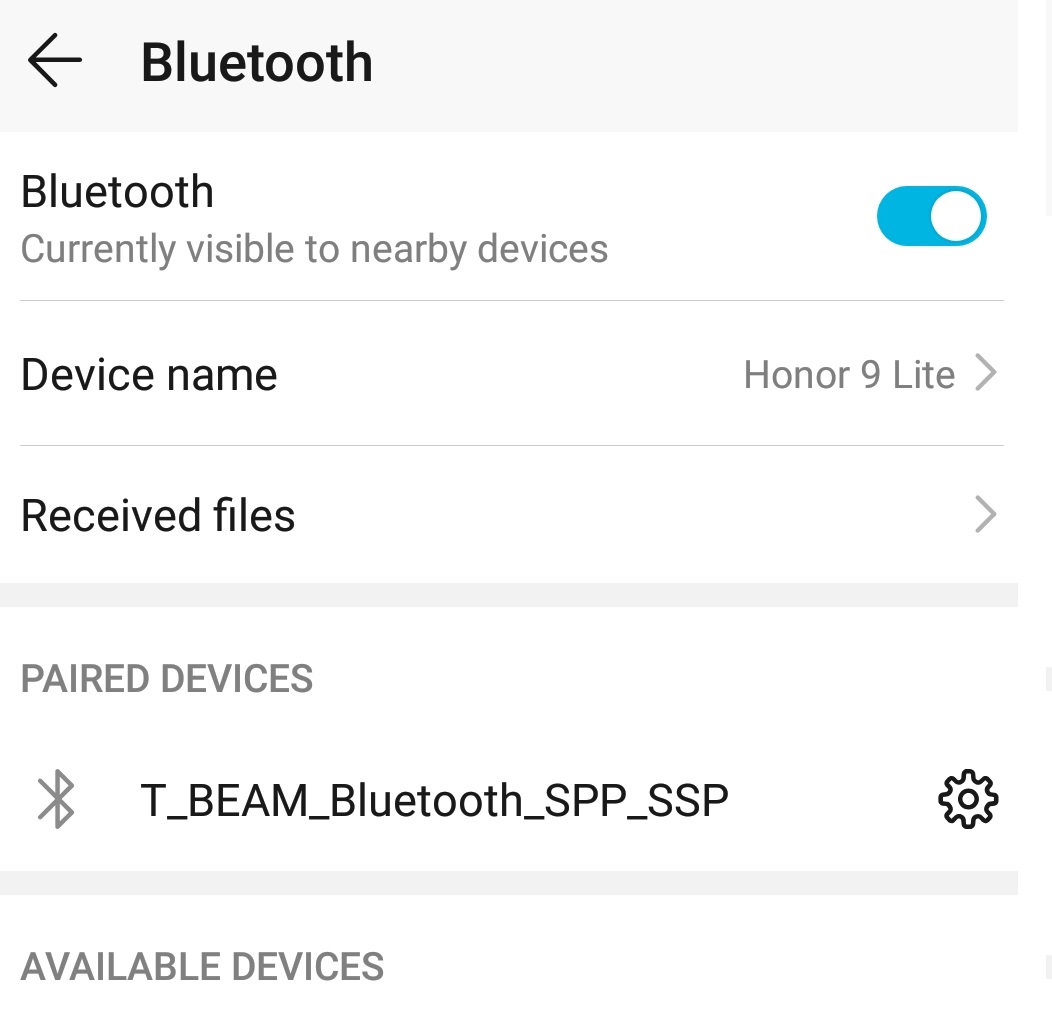 Bluetooth
Bluetooth
Currently visible to nearby devices
Device name
Honor 9 Lite
Received files
PAIRED DEVICES
T_BEAM_Bluetooth_SPP_SSP
AVAILABLE DEVICES